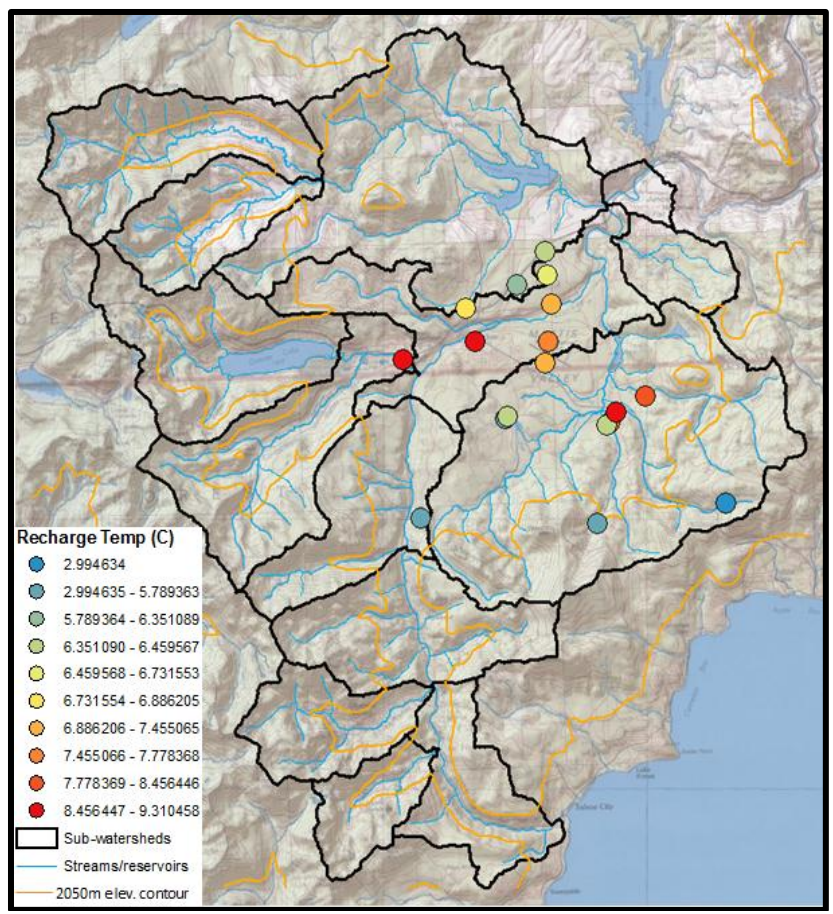 Recharge Temp (C)
2.994634
2.994635 - 5.789363
5.789364 - 6.351089
6.351090 - 6.459567
6.459568 - 6.731553
6.731554 - 6.886205
6.886206 - 7.455065
7.455066 - 7.778368
7.778369 - 8.456446
8.456447 - 9.310458
Sub-watersheds
Streams/reservoirs
2050m elev. contour